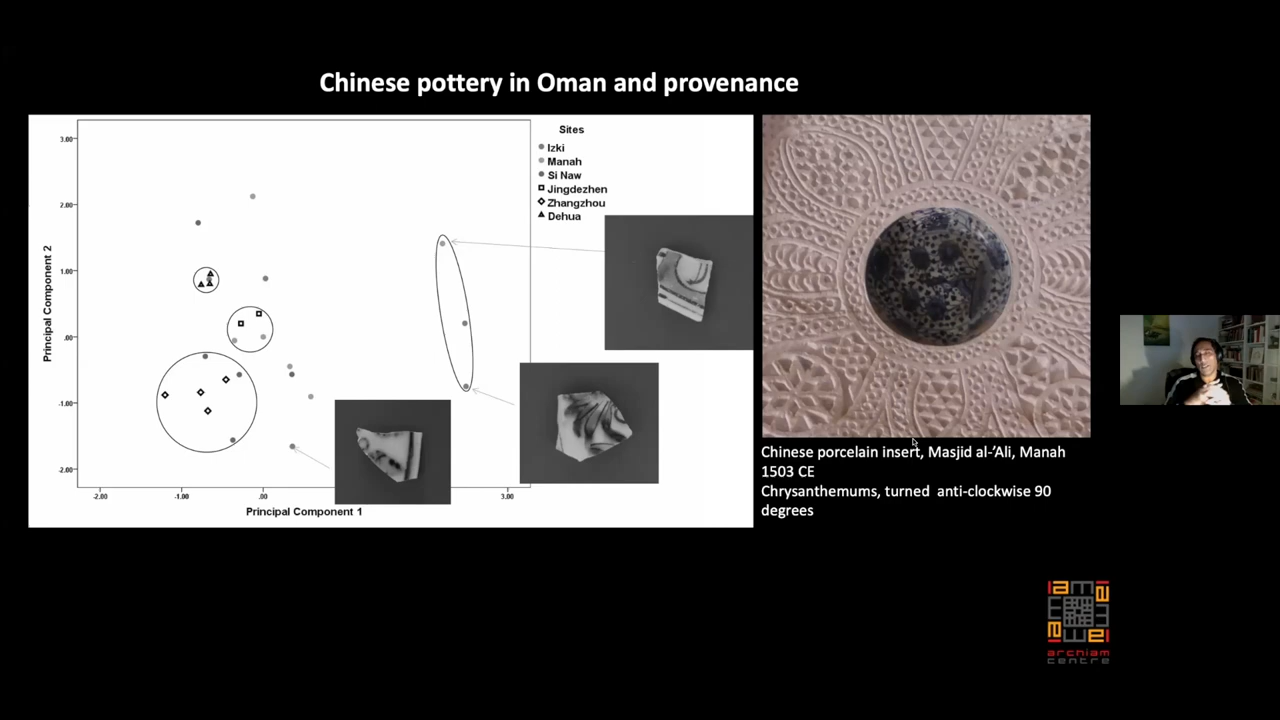 Chinese pottery in Oman and provenance
3.00
2.00
1.00
.00
-1.00
-2.00
Principal Component 2
-2.00
-1.00
.00
3.00
Principal Component 1
Sites
Izki
Manah
Si Naw
Jingdezhen
Zhangzhou
Dehua
Chinese porcelain insert, Masjid al-‘Ali, Manah
1503 CE
Chrysanthemums, turned anti-clockwise 90
degrees
archiam
centre